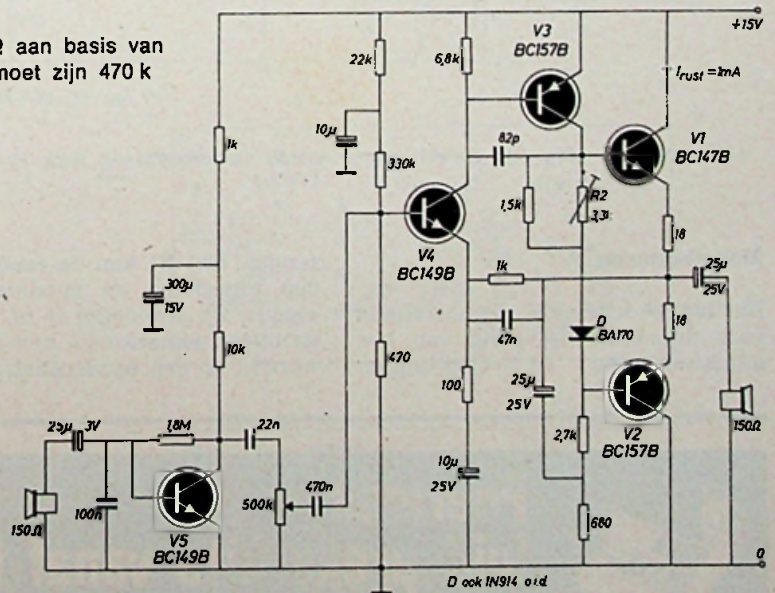 Ω aan basis van
moet zijn 470 k
+15V
V3
BC157B
22k
6,8k
I rust = 1mA
10µ
82p
V1
BC147B
1k
330k
V4
BC149B
1,5k
R2
18
1k
25µ
25V
300µ
15V
47n
D
BA170
18
10k
470
100
25µ
25V
V2
BC157B
150Ω
25µ 3V
1,8M
22n
2,7k
470n
10µ
25V
500k
680
150Ω
100n
V5
BC149B
0
D ook 1N914 o.i.d.